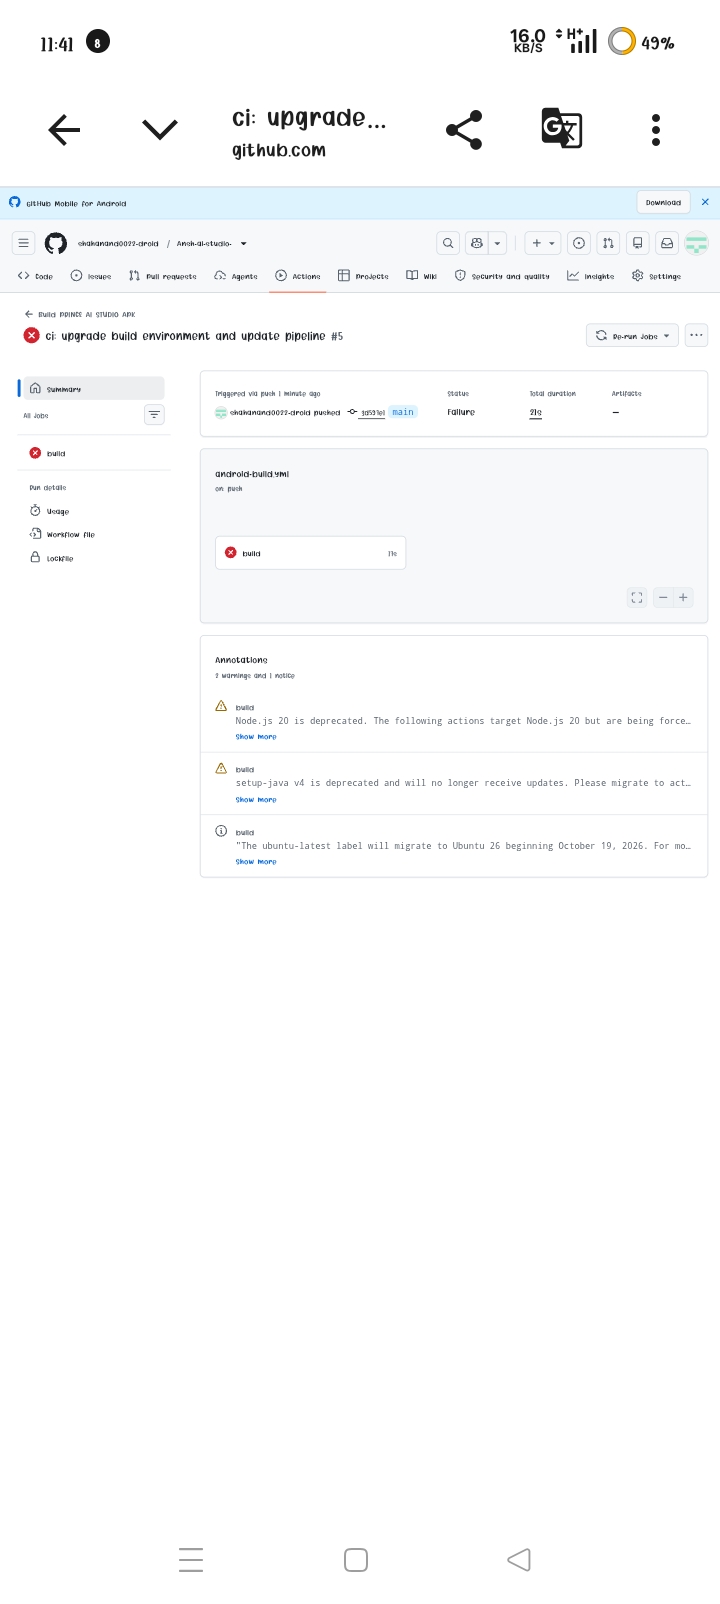 11:41
8
16.0
KB/S
H+
49%
ci: upgrade...
github.com
GitHub Mobile for Android
Download
shahanand0022-droid / Ansh-ai-studio-
Code
Issues
Pull requests
Agents
Actions
Projects
Wiki
Security and quality
Insights
Settings
Build PRINCE AI STUDIO APK
ci: upgrade build environment and update pipeline #5
Re-run jobs
Summary
All jobs
build
Run details
Usage
Workflow file
Lockfile
Triggered via push 1 minute ago
shahanand0022-droid pushed
main
Status
Failure
Total duration
21s
Artifacts
–
android-build.yml
on: push
build
11s
Annotations
2 warnings and 1 notice
build
Node.js 20 is deprecated. The following actions target Node.js 20 but are being force…
Show more
build
setup-java v4 is deprecated and will no longer receive updates. Please migrate to act…
Show more
build
"The ubuntu-latest label will migrate to Ubuntu 26 beginning October 19, 2026. For mo…
Show more